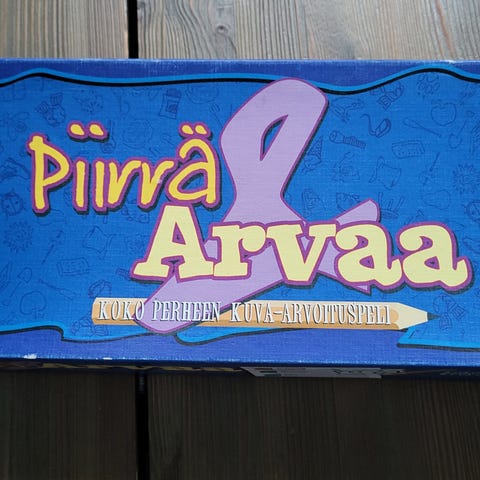 Piirrä
&
Arvaa
KOKO PERHEEN KUVA-ARVOITUSPELI